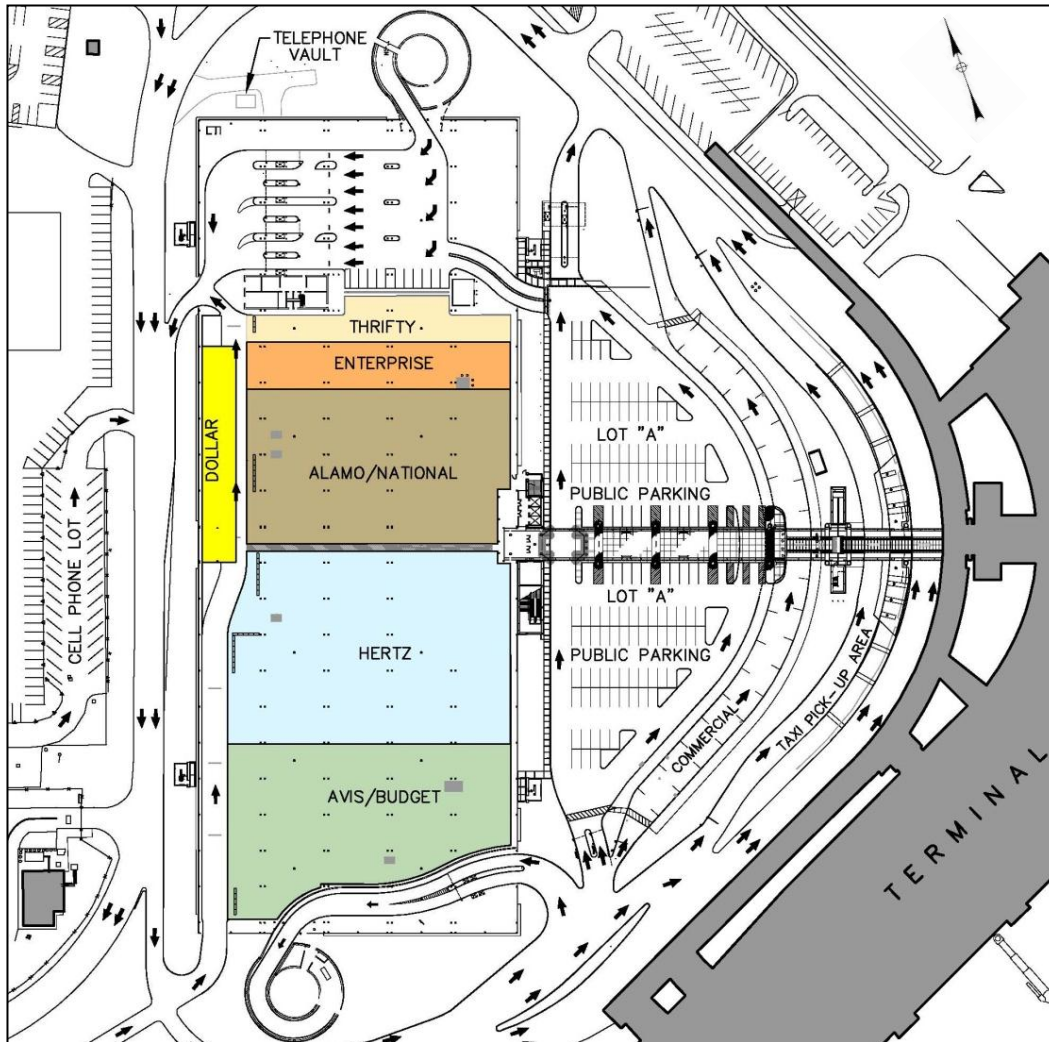 TELEPHONE
VAULT
THRIFTY
ENTERPRISE
DOLLAR
ALAMO/NATIONAL
LOT "A"
PUBLIC PARKING
CELL PHONE LOT
LOT "A"
HERTZ
PUBLIC PARKING
COMMERCIAL
TAXI PICK-UP AREA
AVIS/BUDGET
TERMINAL